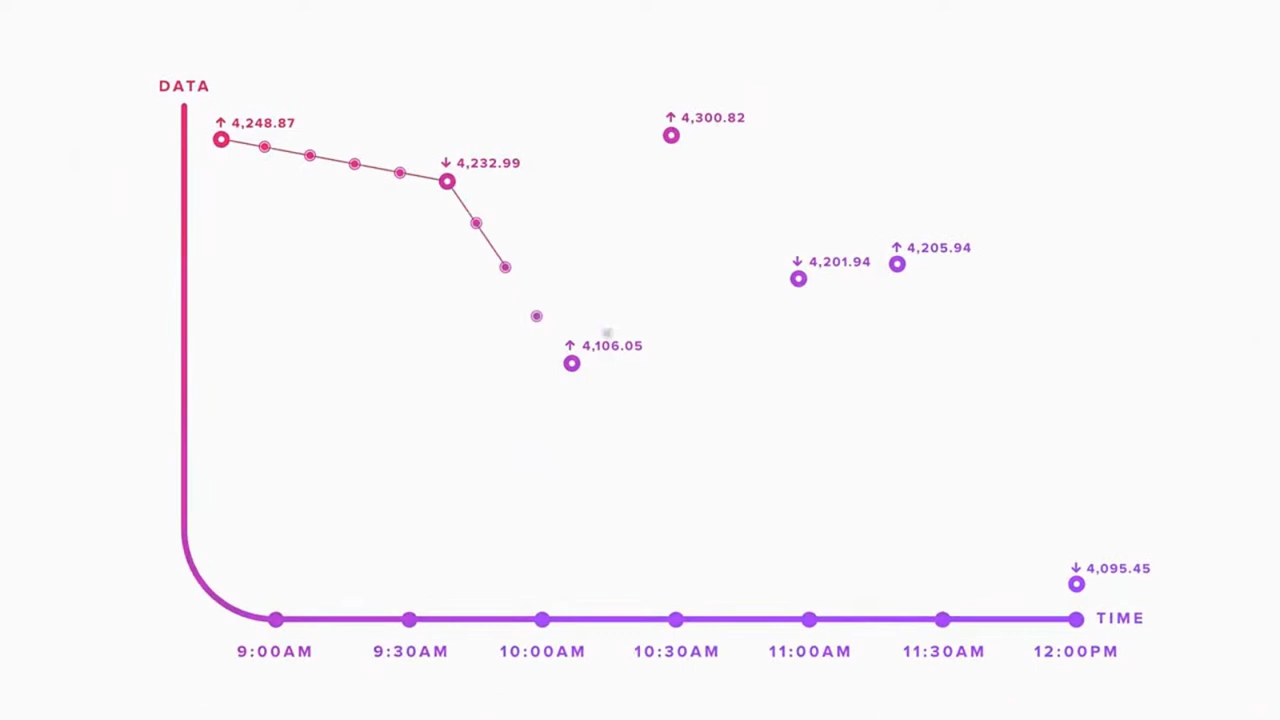 DATA
↑ 4,248.87
↓ 4,232.99
↑ 4,106.05
↑ 4,300.82
↓ 4,201.94
↑ 4,205.94
↓ 4,095.45
TIME
9:00AM 9:30AM 10:00AM 10:30AM 11:00AM 11:30AM 12:00PM